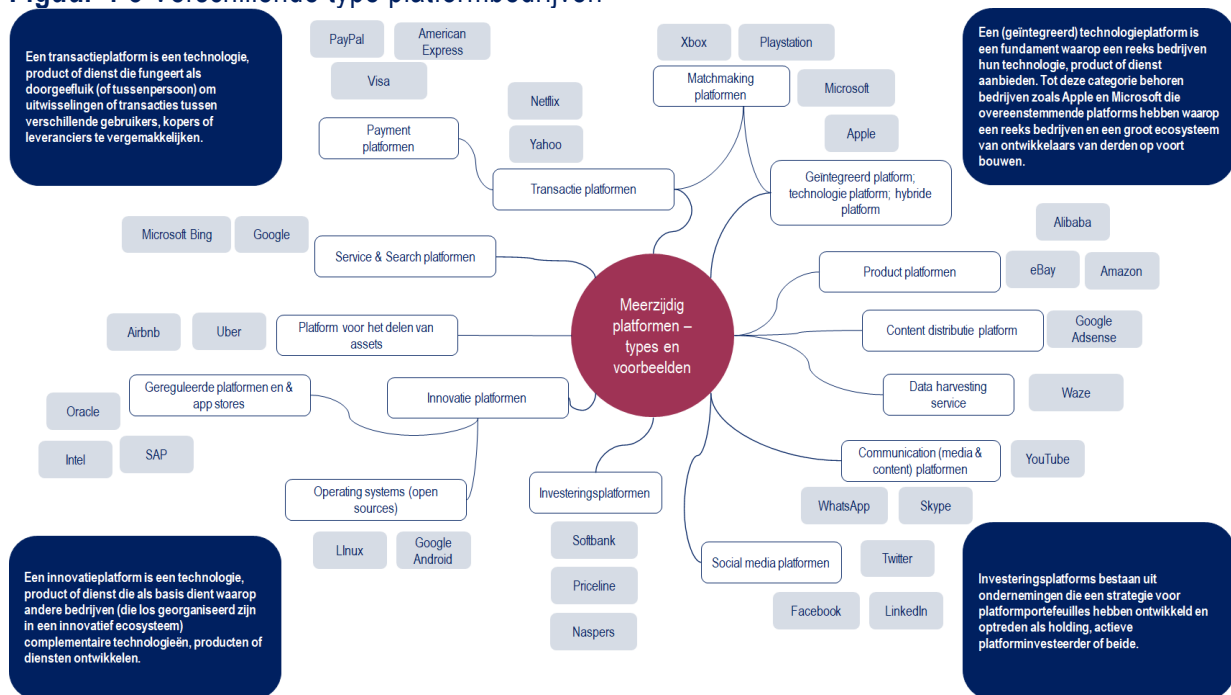 Verschillende type platformbedrijven
Een transactieplatform is een technologie,
product of dienst die fungeert als
doorgeefluik (of tussenpersoon) om
uitwisselingen of transacties tussen
verschillende gebruikers, kopers of
leveranciers te vergemakkelijken.
PayPal
American
Express
Visa
Payment
platformen
Netflix
Yahoo
Transactie platformen
Xbox
Playstation
Matchmaking
platformen
Microsoft
Apple
Geïntegreerd platform;
technologie platform; hybride
platform
Een (geïntegreerd) technologieplatform is
een fundament waarop een reeks bedrijven
hun technologie, product of dienst
aanbieden. Tot deze categorie behoren
bedrijven zoals Apple en Microsoft die
overeenstemmende platforms hebben waarop
een reeks bedrijven en een groot ecosysteem
van ontwikkelaars van derden op voort
bouwen.
Microsoft Bing
Google
Service & Search platformen
Alibaba
Product platformen
eBay
Amazon
Meerzijdig
platformen –
types en
voorbeelden
Airbnb
Uber
Platform voor het delen van
assets
Content distributie platform
Google
Adsense
Gereguleerde platformen en &
app stores
Innovatie platformen
Data harvesting
service
Waze
Oracle
Intel
SAP
Communication (media &
content) platformen
YouTube
Operating systems (open
sources)
Investeringsplatformen
WhatsApp
Skype
LInux
Google
Android
Softbank
Priceline
Naspers
Social media platformen
Twitter
Facebook
LinkedIn
Een innovatieplatform is een technologie,
product of dienst die als basis dient waarop
andere bedrijven (die los georganiseerd zijn
in een innovatief ecosysteem)
complementaire technologieën, producten of
diensten ontwikkelen.
Investeringsplatforms bestaan uit
ondernemingen die een strategie voor
platformportefeuilles hebben ontwikkeld en
optreden als holding, actieve
platforminvesteerder of beide.